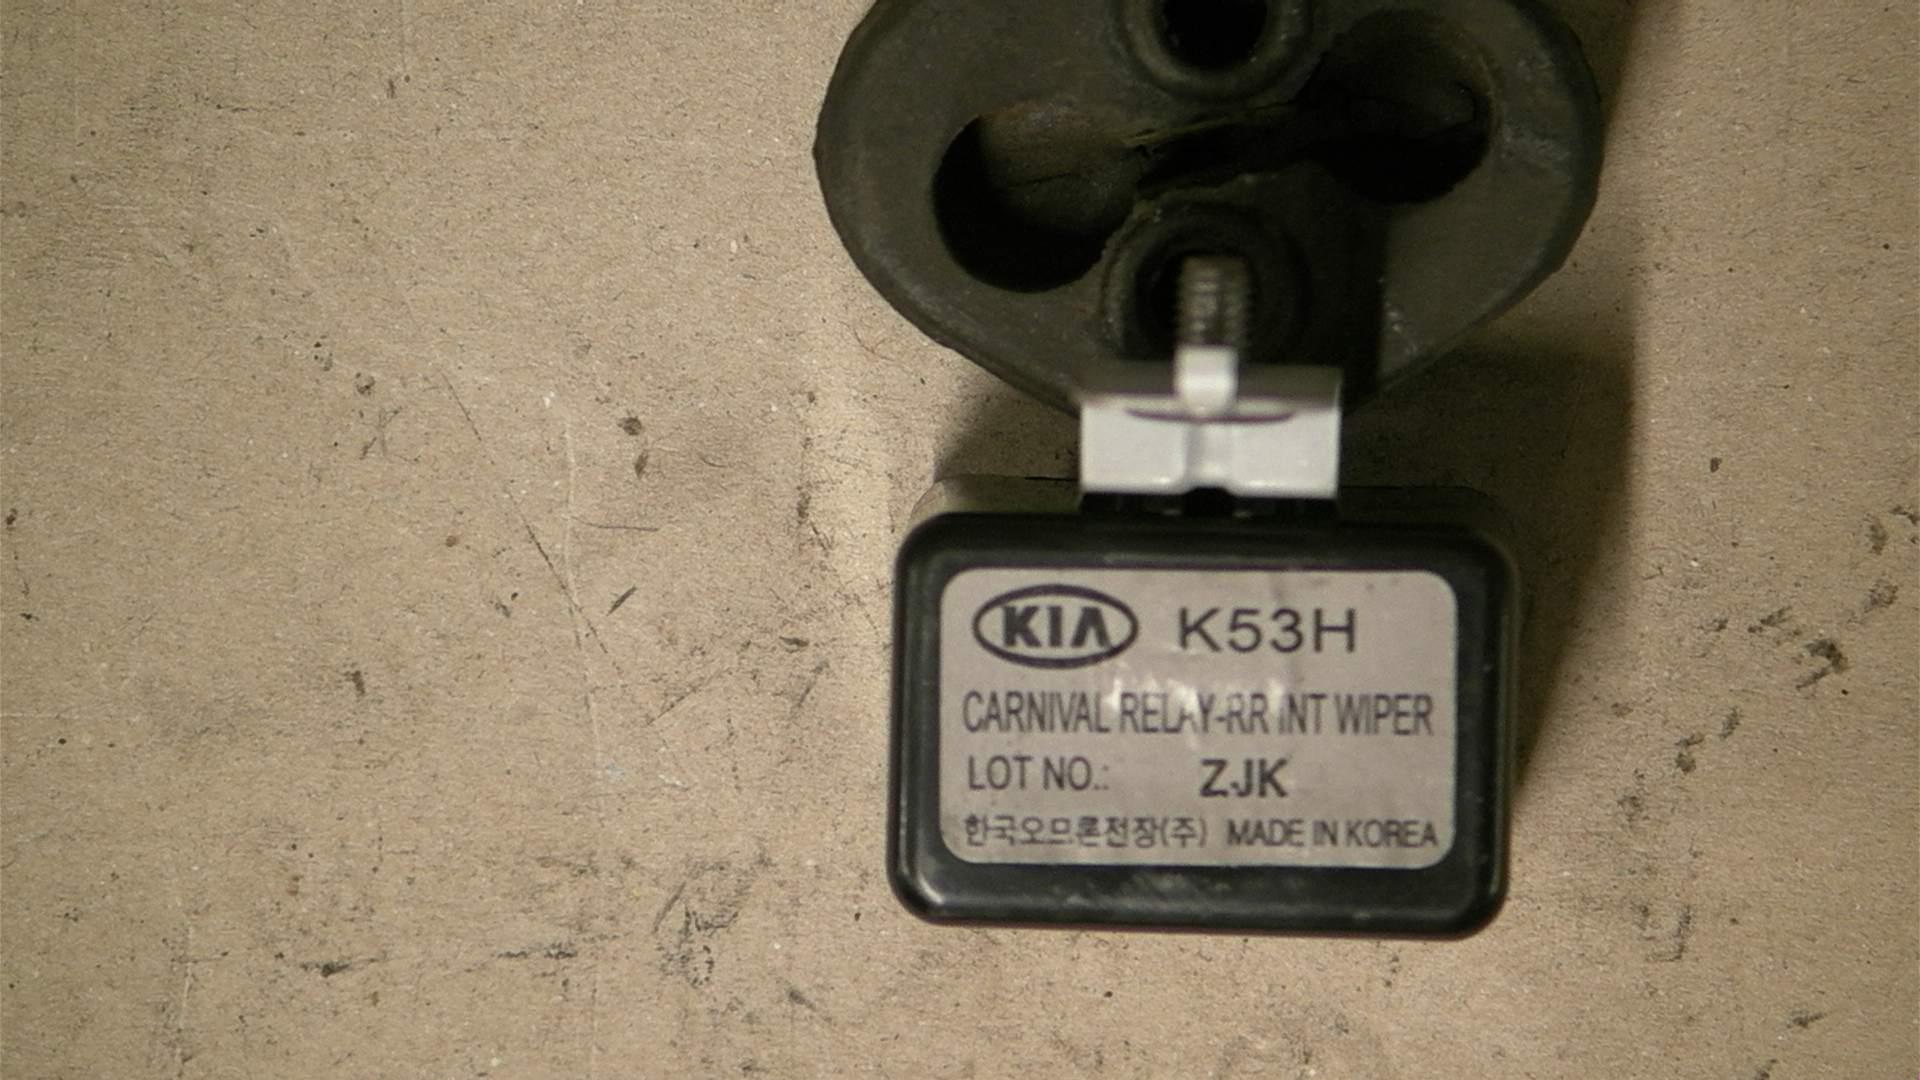 KIA K53H
CARNIVAL RELAY-RR INT WIPER
LOT NO.: ZJK
한국오므론전장(주) MADE IN KOREA